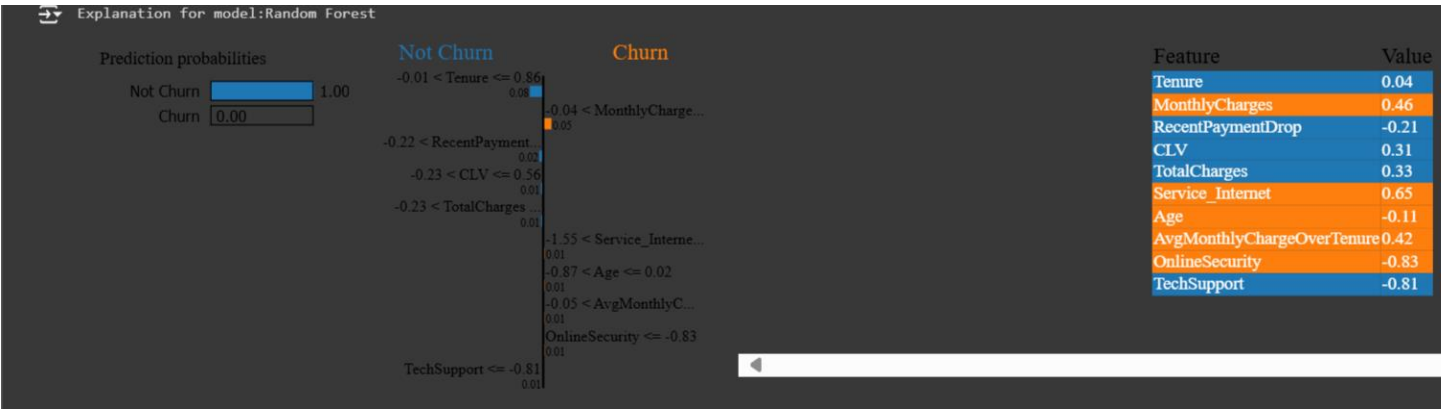 Explanation for model:Random Forest
Prediction probabilities
Not Churn 1.00
Churn 0.00
Not Churn Churn
-0.01 < Tenure <= 0.86
0.08
-0.04 < MonthlyCharge...
0.05
-0.22 < RecentPayment...
0.02
-0.23 < CLV <= 0.56
0.01
-0.23 < TotalCharges ...
0.01
-1.55 < Service_Interne...
0.01
-0.87 < Age <= 0.02
0.01
-0.05 < AvgMonthlyC...
0.01
OnlineSecurity <= -0.83
0.01
TechSupport <= -0.81
0.01
Feature Value
Tenure 0.04
MonthlyCharges 0.46
RecentPaymentDrop -0.21
CLV 0.31
TotalCharges 0.33
Service_Internet 0.65
Age -0.11
AvgMonthlyChargeOverTenure 0.42
OnlineSecurity -0.83
TechSupport -0.81